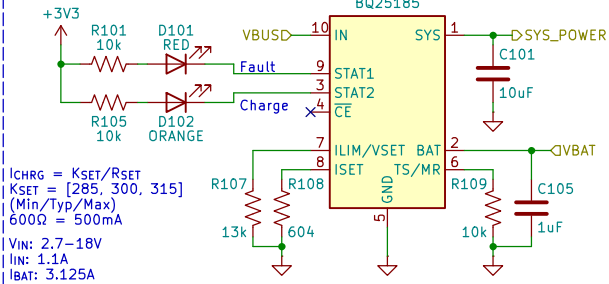 +3V3
BQ25185
R101
10k
D101
RED
VBUS
10
IN
SYS
1
SYS_POWER
C101
10uF
Fault
9
STAT1
3
STAT2
Charge
4
CE
R105
10k
D102
ORANGE
7
ILIM/VSET
BAT
2
VBAT
8
ISET
TS/MR
6
GND
5
R107
13k
R108
604
R109
10k
C105
1uF
ICHRG = KSET/RSET
KSET = [285, 300, 315]
(Min/Typ/Max)
600Ω = 500mA
VIN: 2.7-18V
IIN: 1.1A
IBAT: 3.125A